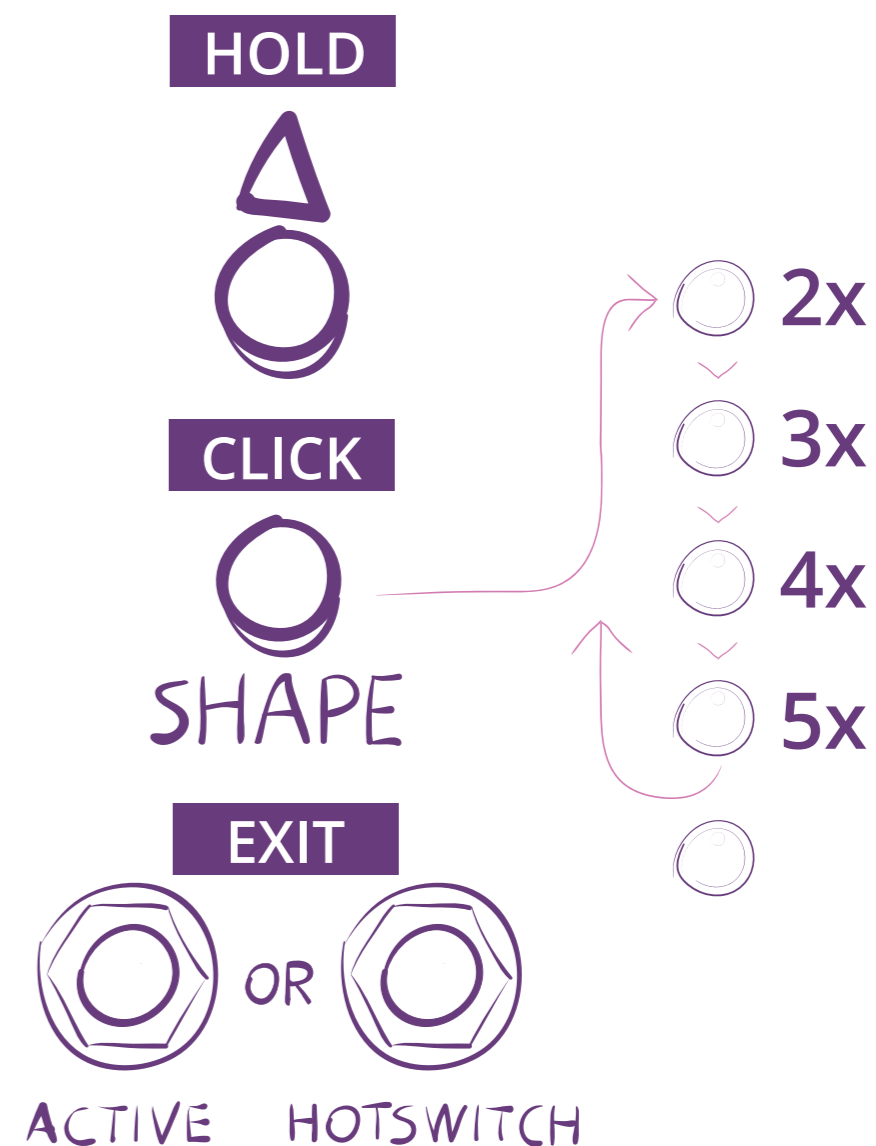 HOLD
CLICK
SHAPE
2x
3x
4x
5x
EXIT
OR
ACTIVE
HOTSWITCH